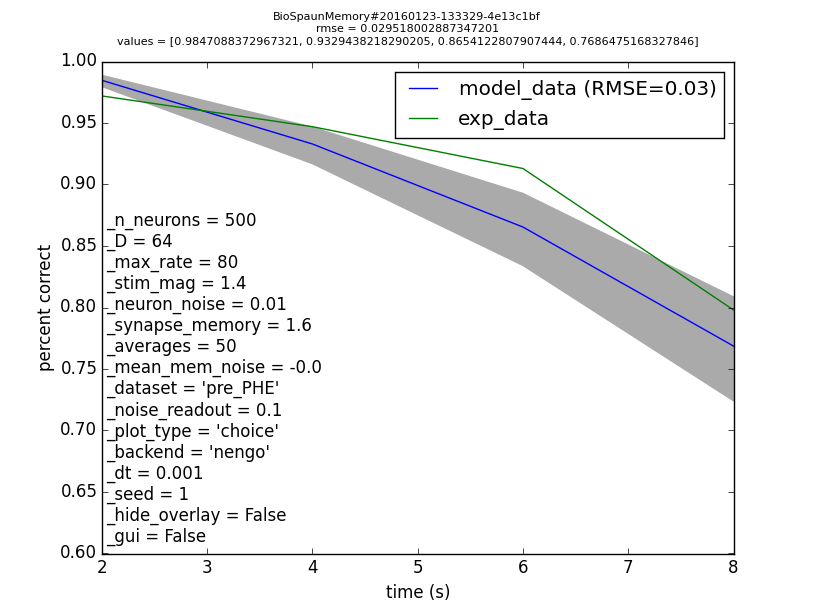 BioSpaunMemory#20160123-133329-4e13c1bf
rmse = 0.029518002887347201
values = [0.9847088372967321, 0.9329438218290205, 0.8654122807907444, 0.7686475168327846]
1.00
model_data (RMSE=0.03)
exp_data
0.95
0.90
_n_neurons = 500
_D = 64
0.85
_max_rate = 80
_stim_mag = 1.4
_neuron_noise = 0.01
0.80
_synapse_memory = 1.6
_averages = 50
percent correct
0.75
_mean_mem_noise = -0.0
_dataset = 'pre_PHE'
_noise_readout = 0.1
0.70
_plot_type = 'choice'
_backend = 'nengo'
_dt = 0.001
0.65
_seed = 1
_hide_overlay = False
_gui = False
0.60
2 3 4 5 6 7 8
time (s)